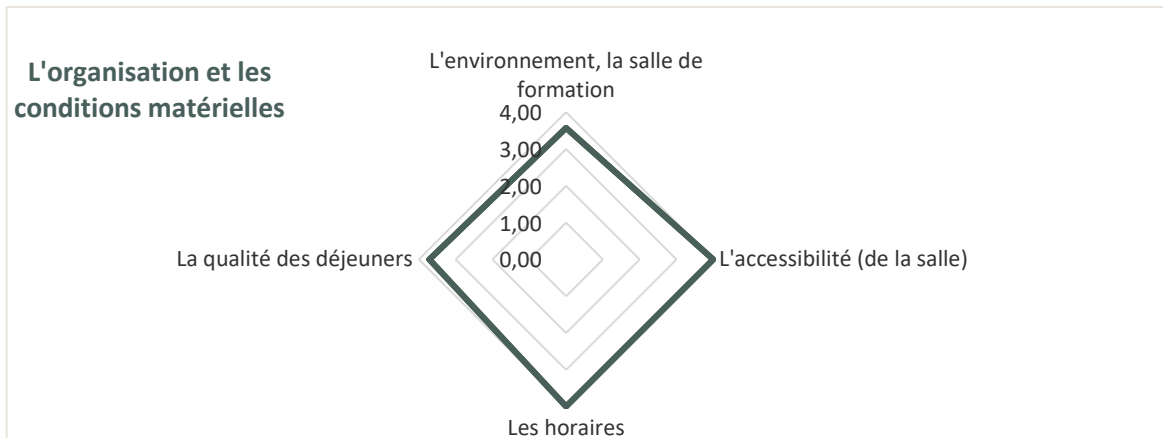 L'organisation et les
conditions matérielles
L'environnement, la salle de
formation
4,00
3,00
2,00
1,00
0,00
La qualité des déjeuners
L'accessibilité (de la salle)
Les horaires